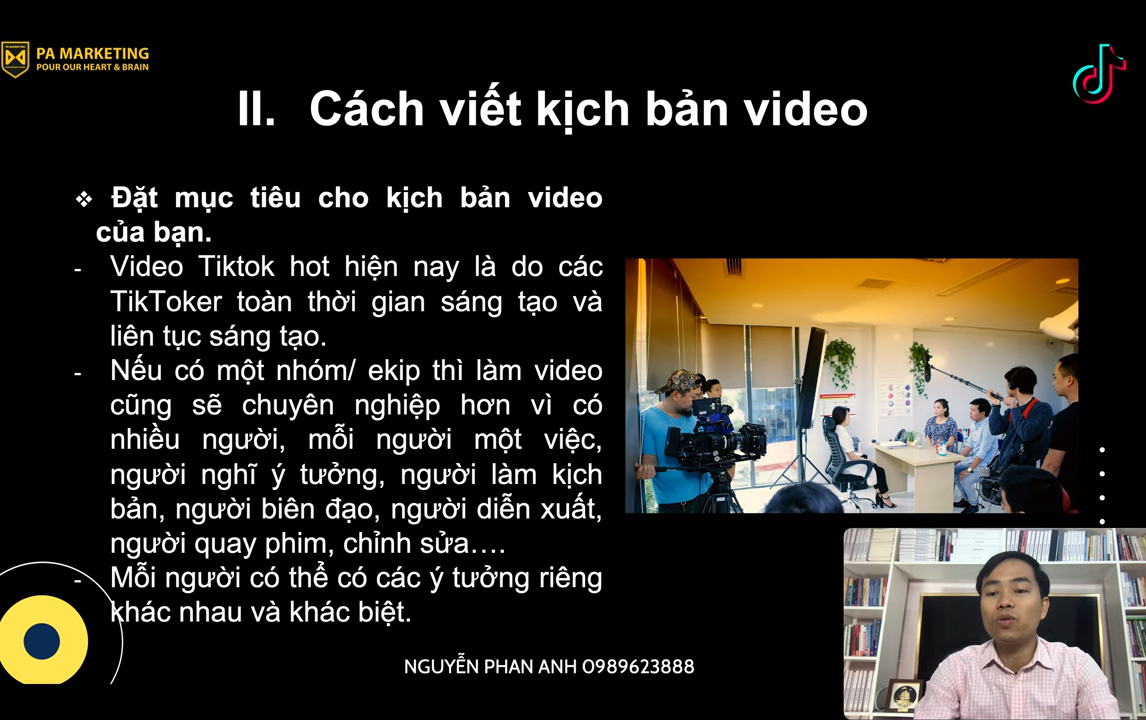 PA MARKETING
POUR OUR HEART & BRAIN
II. Cách viết kịch bản video
❖ Đặt mục tiêu cho kịch bản video
của bạn.
- Video Tiktok hot hiện nay là do các
TikToker toàn thời gian sáng tạo và
liên tục sáng tạo.
- Nếu có một nhóm/ ekip thì làm video
cũng sẽ chuyên nghiệp hơn vì có
nhiều người, mỗi người một việc,
người nghĩ ý tưởng, người làm kịch
bản, người biên đạo, người diễn xuất,
người quay phim, chỉnh sửa….
- Mỗi người có thể có các ý tưởng riêng
khác nhau và khác biệt.
NGUYỄN PHAN ANH 0989623888